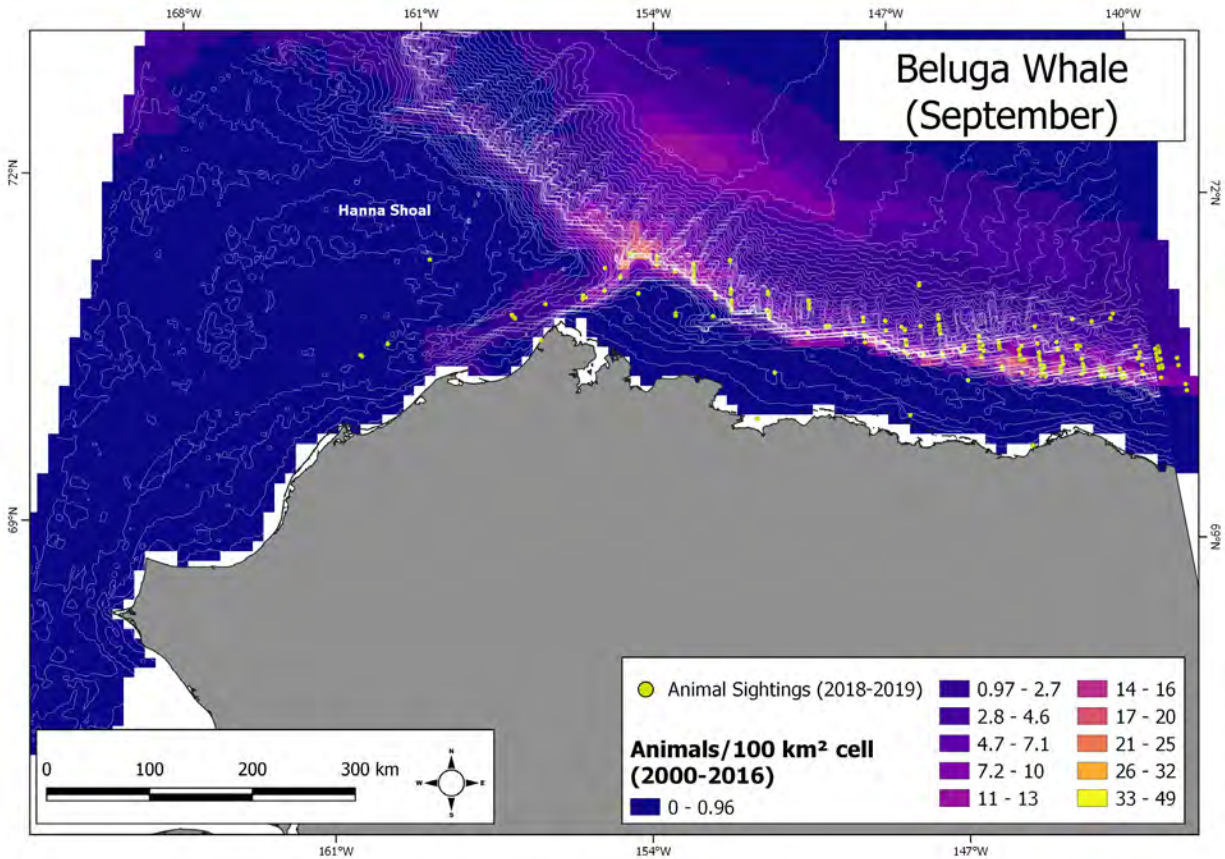 168°W 161°W 154°W 147°W 140°W
Beluga Whale
(September)
72°N
72°N
Hanna Shoal
69°N
69°N
Animal Sightings (2018-2019)
Animals/100 km² cell
(2000-2016)
0 - 0.96
0.97 - 2.7
2.8 - 4.6
4.7 - 7.1
7.2 - 10
11 - 13
14 - 16
17 - 20
21 - 25
26 - 32
33 - 49
0 100 200 300 km
N
W E
S
161°W 154°W 147°W